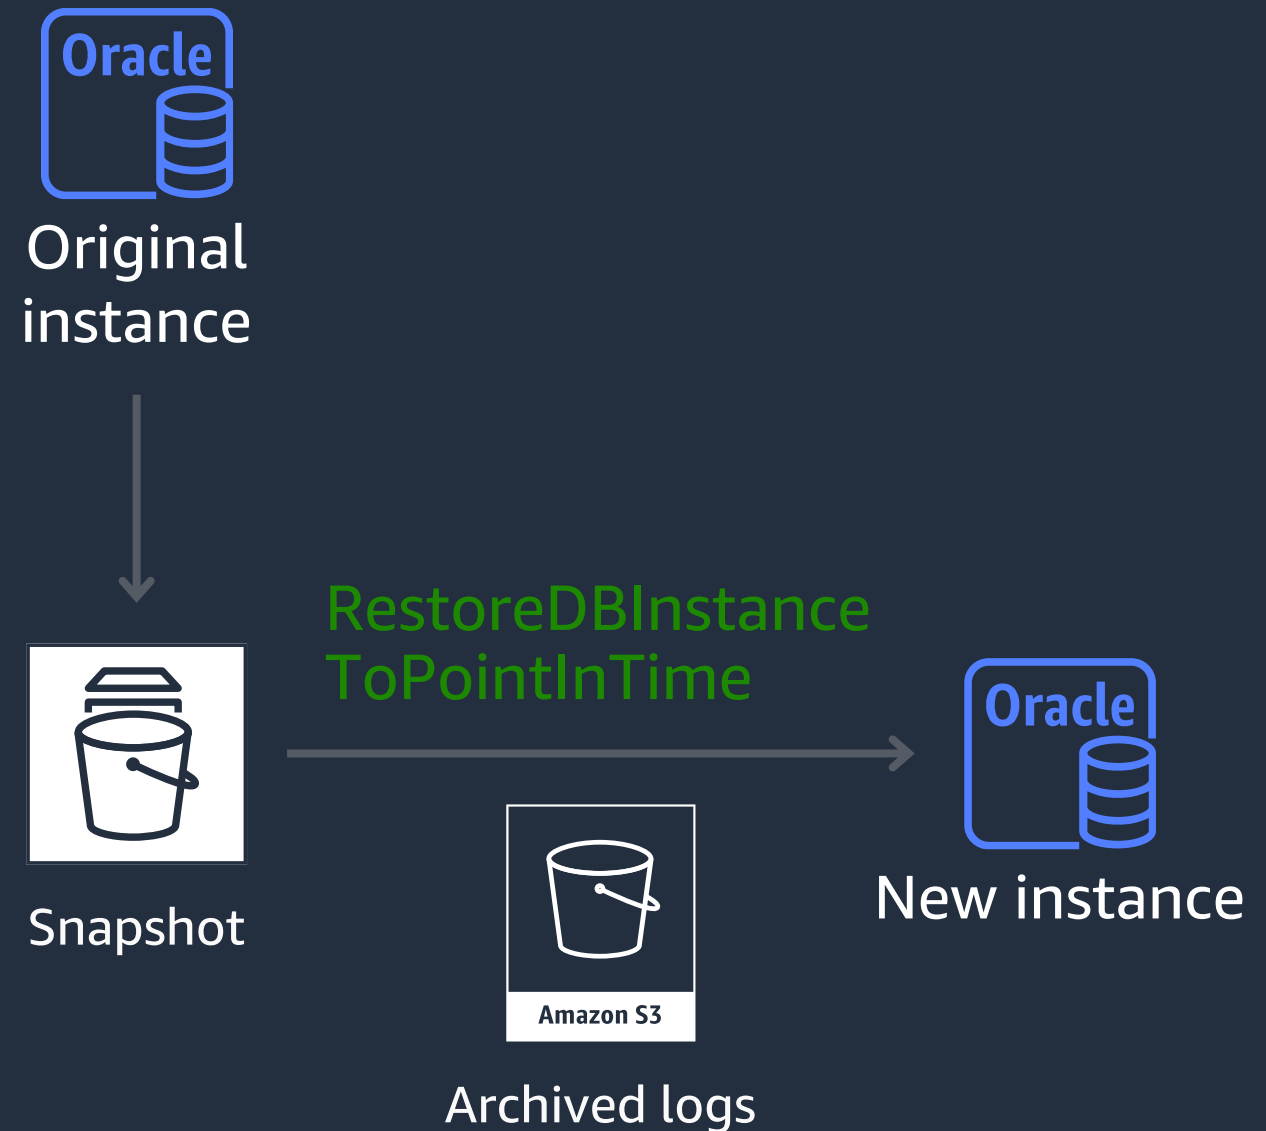 Oracle
Original
instance
RestoreDBInstance
ToPointInTime
Snapshot
Oracle
New instance
Amazon S3
Archived logs